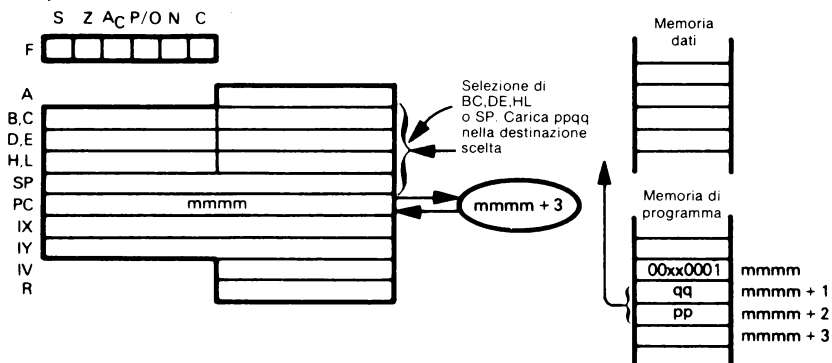 S Z AC P/O N C
F
A
B,C
D,E
H,L
SP
PC mmmm
IX
IY
IV
R
Selezione di
BC,DE,HL
o SP. Carica ppqq
nella destinazione
scelta
mmmm + 3
Memoria
dati
Memoria di
programma
00xx0001 mmmm
qq mmmm + 1
pp mmmm + 2
mmmm + 3